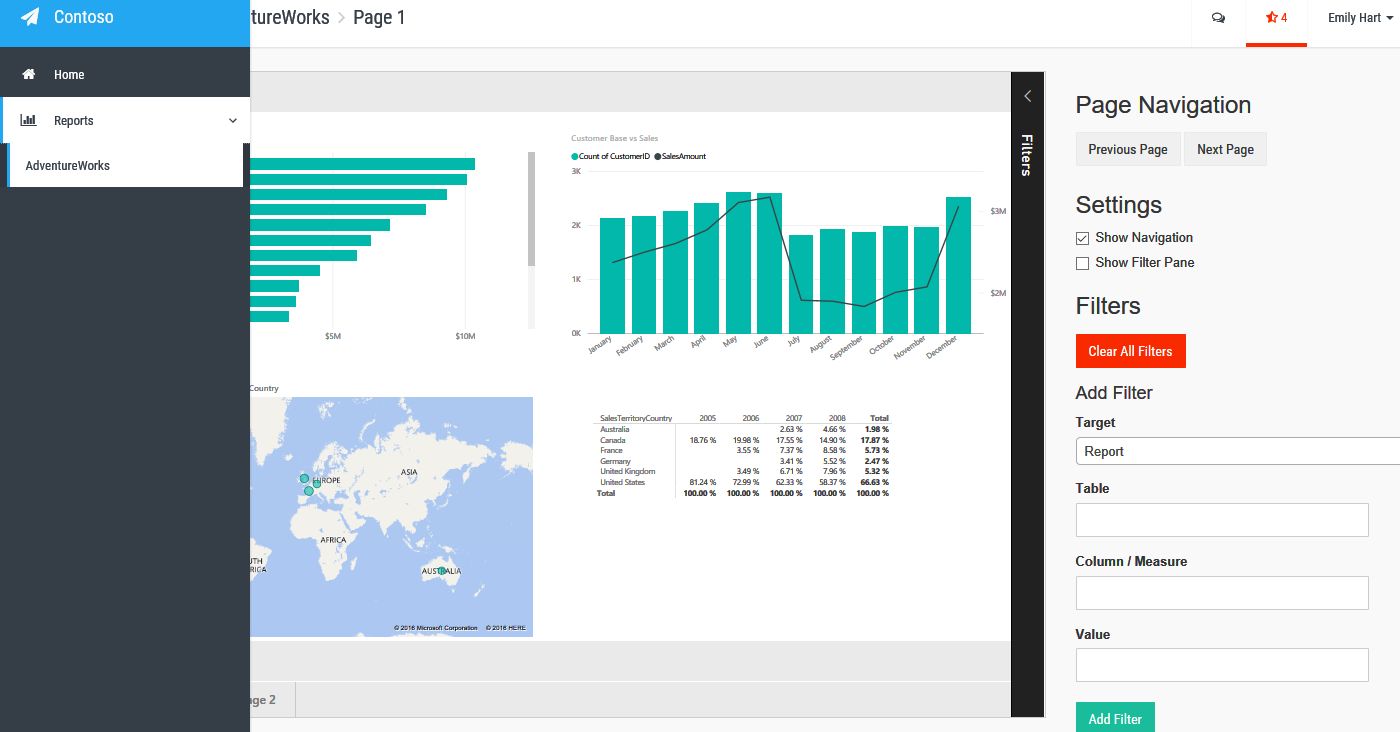 Contoso
tureWorks > Page 1
4
Emily Hart
Home
Reports
AdventureWorks
$5M
$10M
Customer Base vs Sales
Count of CustomerID SalesAmount
3K
2K
1K
0K
$3M
$2M
January
February
March
April
May
June
July
August
September
October
November
December
Country
EUROPE
ASIA
AFRICA
AUSTRALIA
UTH
RICA
© 2016 Microsoft Corporation © 2016 HERE
SalesTerritoryCountry 2005 2006 2007 2008 Total
Australia 2.63 % 4.66 % 1.98 %
Canada 18.76 % 19.98 % 17.55 % 14.90 % 17.87 %
France 3.55 % 7.37 % 8.58 % 5.73 %
Germany 3.41 % 5.52 % 2.47 %
United Kingdom 3.49 % 6.71 % 7.96 % 5.32 %
United States 81.24 % 72.99 % 62.33 % 58.37 % 66.63 %
Total 100.00 % 100.00 % 100.00 % 100.00 % 100.00 %
ge 2
Filters
Page Navigation
Previous Page Next Page
Settings
Show Navigation
Show Filter Pane
Filters
Clear All Filters
Add Filter
Target
Report
Table
Column / Measure
Value
Add Filter